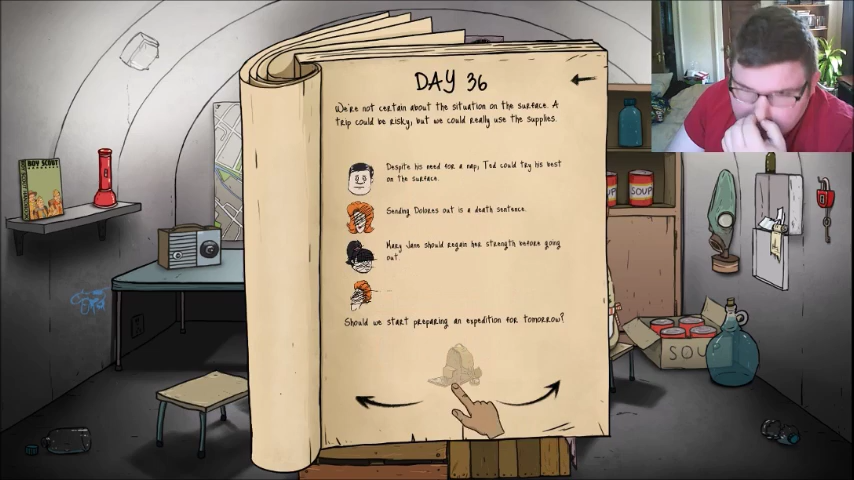 DAY 36
We're not certain about the situation on the surface. A
trip could be risky, but we could really use the supplies.
Despite his need for a nap, Ted could try his best
on the surface.
Sending Dolores out is a death sentence.
Mary Jane should regain her strength before going
out.
Should we start preparing an expedition for tomorrow?
BOY SCOUT
SOUP
SOU